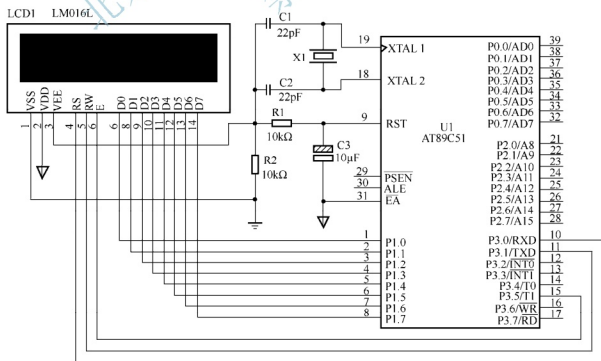 LCD1 LM016L
VSS
VDD
VEE
RS
RW
E
D0
D1
D2
D3
D4
D5
D6
D7
1
2
3
4
5
6
6
8
9
10
11
12
13
14
C1
22pF
X1
C2
22pF
R1
10kΩ
R2
10kΩ
C3
10μF
19
XTAL 1
18
XTAL 2
9
RST
U1
AT89C51
29
PSEN
30
ALE
31
EA
1
P1.0
2
P1.1
3
P1.2
4
P1.3
5
P1.4
6
P1.5
7
P1.6
8
P1.7
P0.0/AD0 39
P0.1/AD1 38
P0.2/AD2 37
P0.3/AD3 36
P0.4/AD4 35
P0.5/AD5 34
P0.6/AD6 33
P0.7/AD7 32
P2.0/A8 21
P2.1/A9 22
P2.2/A10 23
P2.3/A11 24
P2.4/A12 25
P2.5/A13 26
P2.6/A14 27
P2.7/A15 28
P3.0/RXD 10
P3.1/TXD 11
P3.2/INT0 12
P3.3/INT1 13
P3.4/T0 14
P3.5/T1 15
P3.6/WR 16
P3.7/RD 17